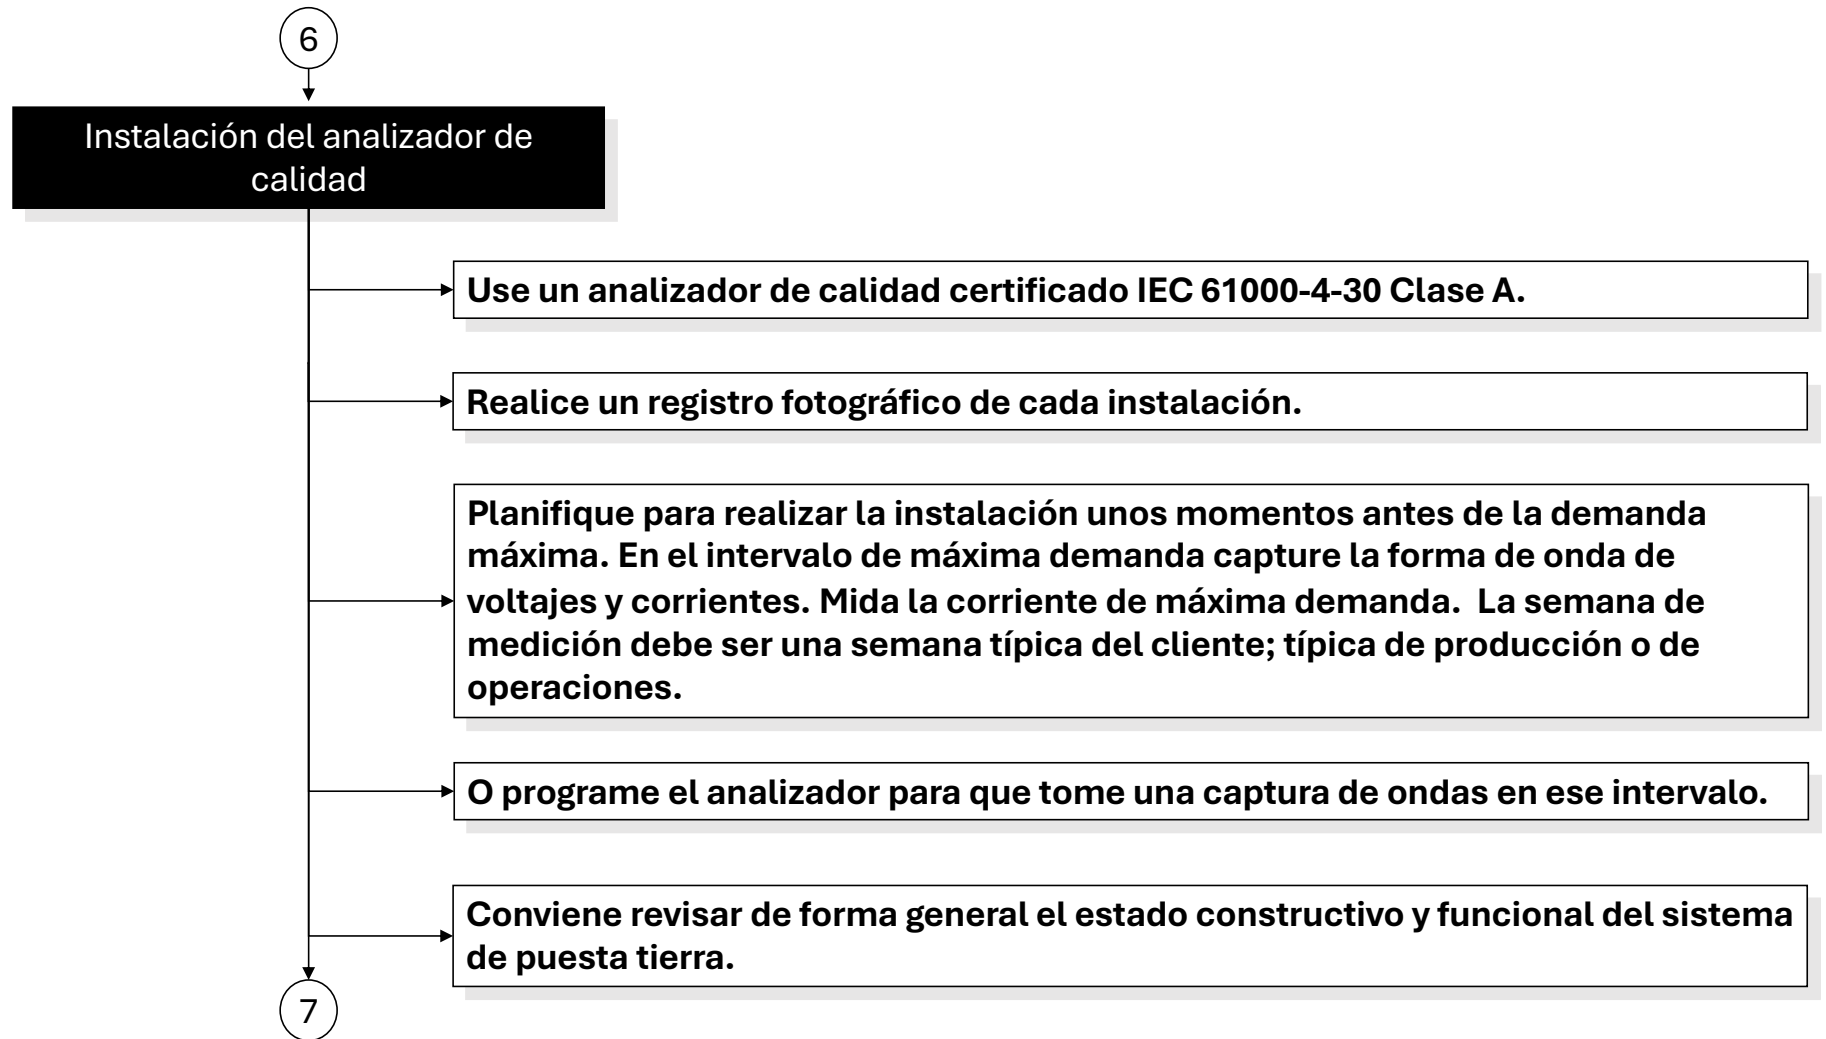 6
Instalación del analizador de
calidad
Use un analizador de calidad certificado IEC 61000-4-30 Clase A.
Realice un registro fotográfico de cada instalación.
Planifique para realizar la instalación unos momentos antes de la demanda
máxima. En el intervalo de máxima demanda capture la forma de onda de
voltajes y corrientes. Mida la corriente de máxima demanda.  La semana de
medición debe ser una semana típica del cliente; típica de producción o de
operaciones.
O programe el analizador para que tome una captura de ondas en ese intervalo.
Conviene revisar de forma general el estado constructivo y funcional del sistema
de puesta tierra.
7